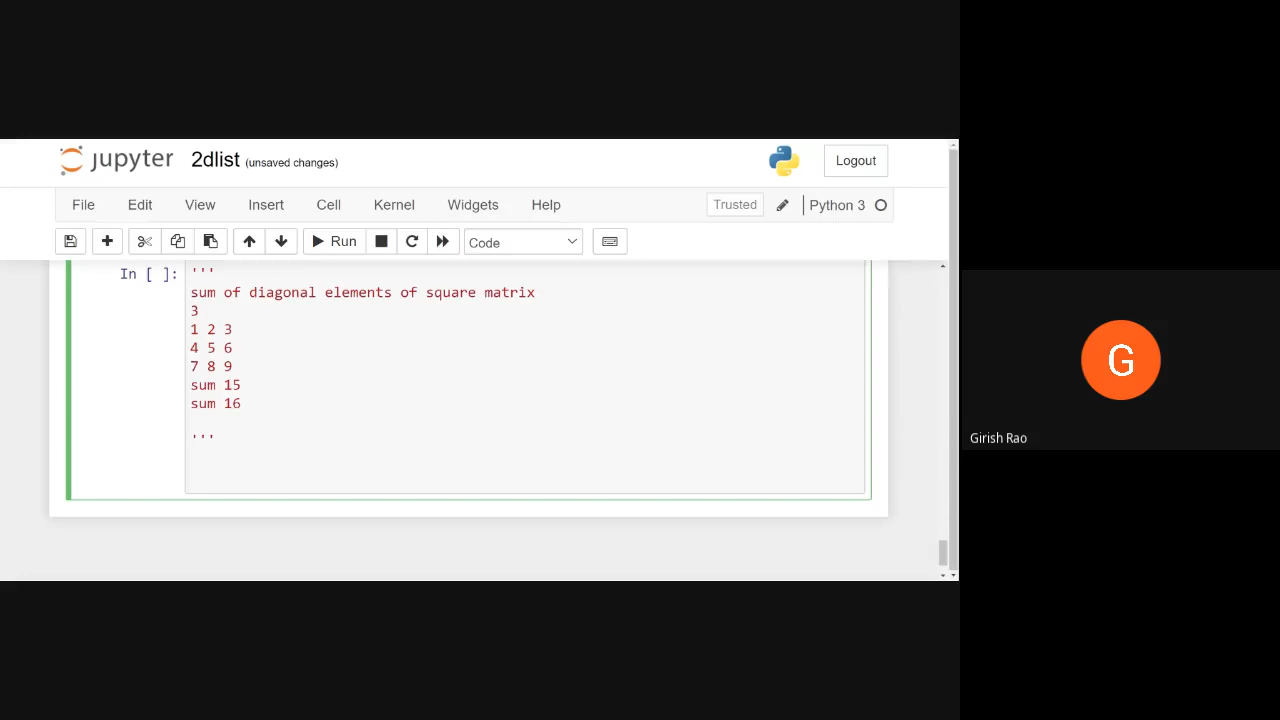 jupyter 2dlist (unsaved changes)
Logout
File Edit View Insert Cell Kernel Widgets Help
Trusted Python 3
Run Code
In [ ]: '''
sum of diagonal elements of square matrix
3
1 2 3
4 5 6
7 8 9
sum 15
sum 16
'''
G
Girish Rao